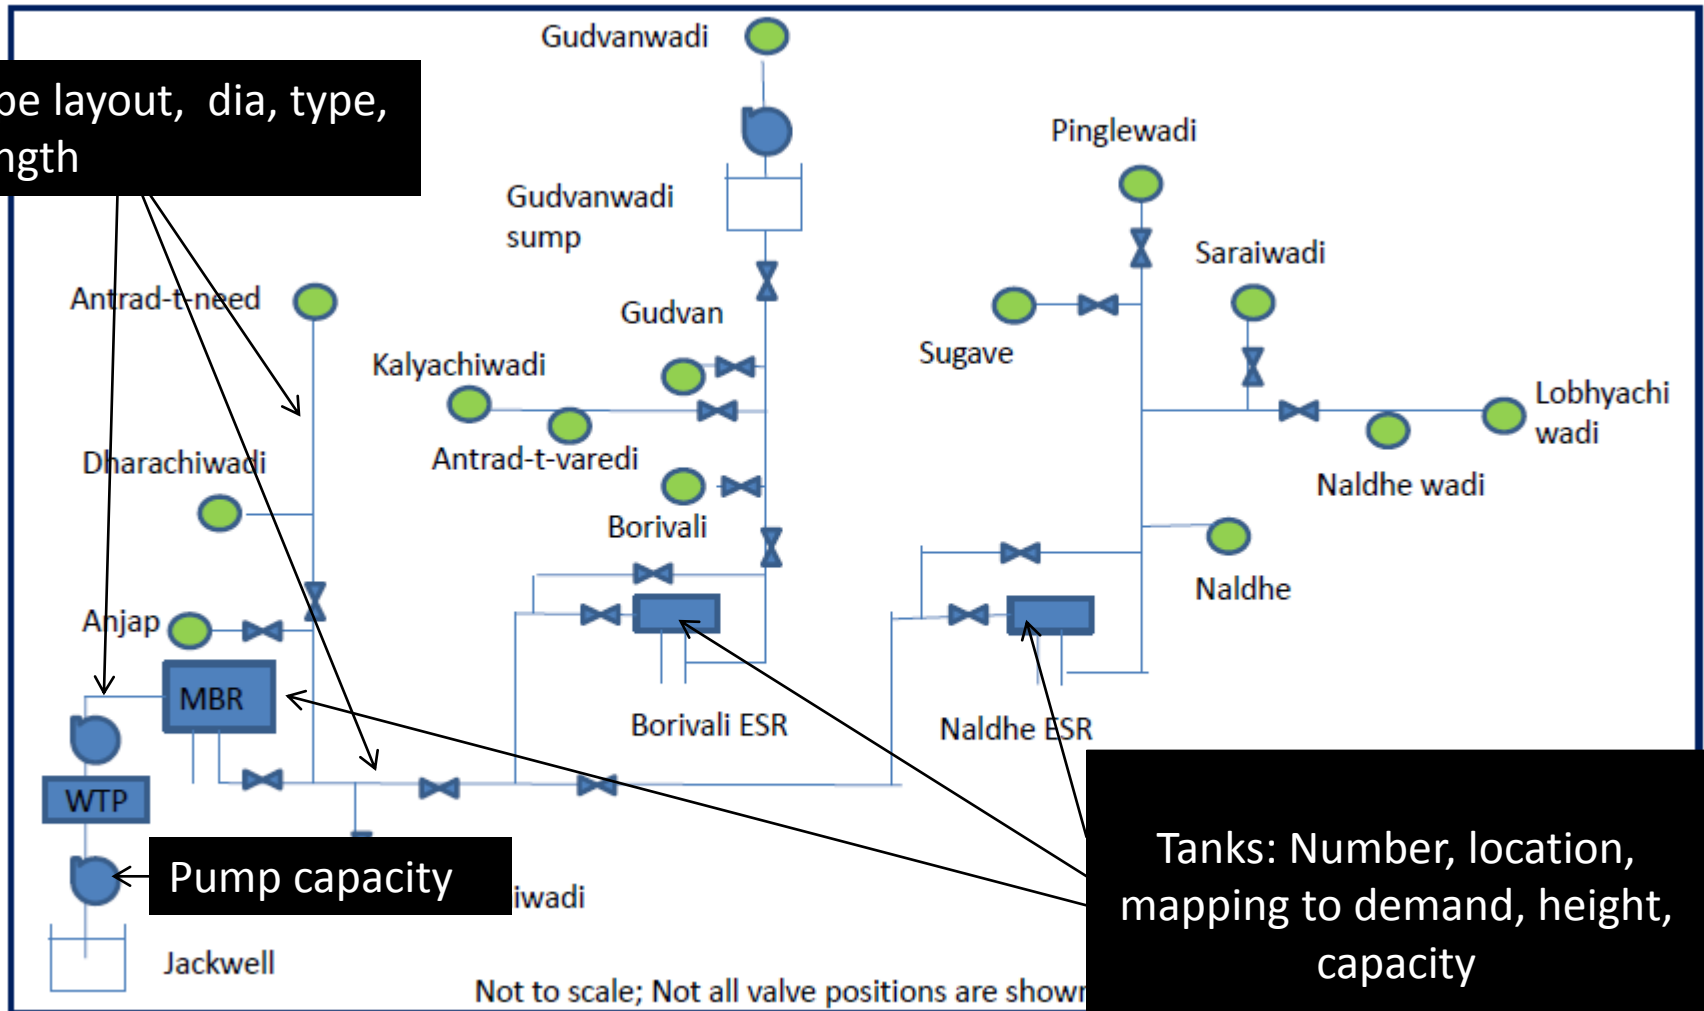 Gudvanwadi
be layout, dia, type,
ngth
Pinglewadi
Gudvanwadi
sump
Saraiwadi
Antrad-t-need
Gudvan
Sugave
Kalyachiwadi
Lobhyachi
wadi
Antrad-t-varedi
Dharachiwadi
Naldhe wadi
Borivali
Naldhe
Anjap
MBR
Borivali ESR
Naldhe ESR
WTP
Tanks: Number, location,
mapping to demand, height,
capacity
Pump capacity
iwadi
Jackwell
Not to scale; Not all valve positions are shown